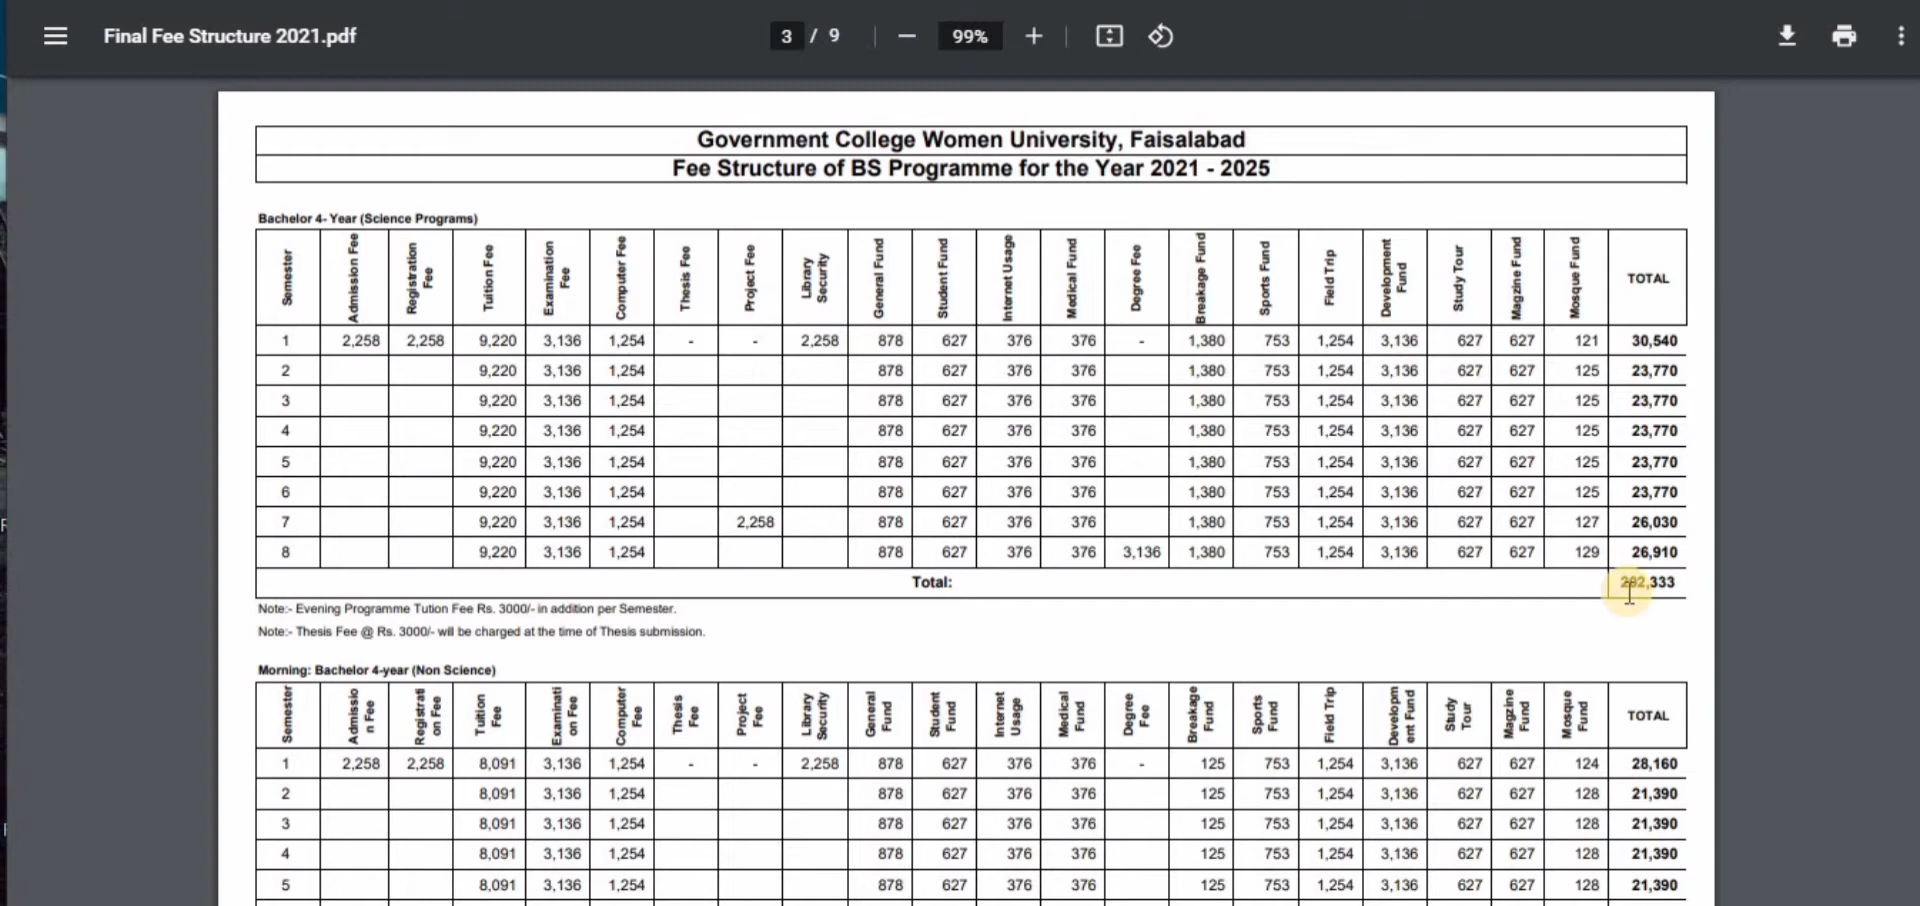 Final Fee Structure 2021.pdf
3 / 9
99%
Government College Women University, Faisalabad
Fee Structure of BS Programme for the Year 2021 - 2025
Bachelor 4- Year (Science Programs)
Semester Admission Fee Registration Fee Tuition Fee Examination Fee Computer Fee Thesis Fee Project Fee Library Security General Fund Student Fund Internet Usage Medical Fund Degree Fee Breakage Fund Sports Fund Field Trip Development Fund Study Tour Magzine Fund Mosque Fund TOTAL
1 2,258 2,258 9,220 3,136 1,254 - - 2,258 878 627 376 376 - 1,380 753 1,254 3,136 627 627 121 30,540
2 9,220 3,136 1,254 878 627 376 376 1,380 753 1,254 3,136 627 627 125 23,770
3 9,220 3,136 1,254 878 627 376 376 1,380 753 1,254 3,136 627 627 125 23,770
4 9,220 3,136 1,254 878 627 376 376 1,380 753 1,254 3,136 627 627 125 23,770
5 9,220 3,136 1,254 878 627 376 376 1,380 753 1,254 3,136 627 627 125 23,770
6 9,220 3,136 1,254 878 627 376 376 1,380 753 1,254 3,136 627 627 125 23,770
7 9,220 3,136 1,254 2,258 878 627 376 376 1,380 753 1,254 3,136 627 627 127 26,030
8 9,220 3,136 1,254 878 627 376 376 3,136 1,380 753 1,254 3,136 627 627 129 26,910
Total:
Note:- Evening Programme Tution Fee Rs. 3000/- in addition per Semester.
Note:- Thesis Fee @ Rs. 3000/- will be charged at the time of Thesis submission.
Morning: Bachelor 4-year (Non Science)
Semester Admissio n Fee Registrati on Fee Tuition Fee Examinati on Fee Computer Fee Thesis Fee Project Fee Library Security General Fund Student Fund Internet Usage Medical Fund Degree Fee Breakage Fund Sports Fund Field Trip Developm ent Fund Study Tour Magzine Fund Mosque Fund TOTAL
1 2,258 2,258 8,091 3,136 1,254 - - 2,258 878 627 376 376 - 125 753 1,254 3,136 627 627 124 28,160
2 8,091 3,136 1,254 878 627 376 376 125 753 1,254 3,136 627 627 128 21,390
3 8,091 3,136 1,254 878 627 376 376 125 753 1,254 3,136 627 627 128 21,390
4 8,091 3,136 1,254 878 627 376 376 125 753 1,254 3,136 627 627 128 21,390
5 8,091 3,136 1,254 878 627 376 376 125 753 1,254 3,136 627 627 128 21,390